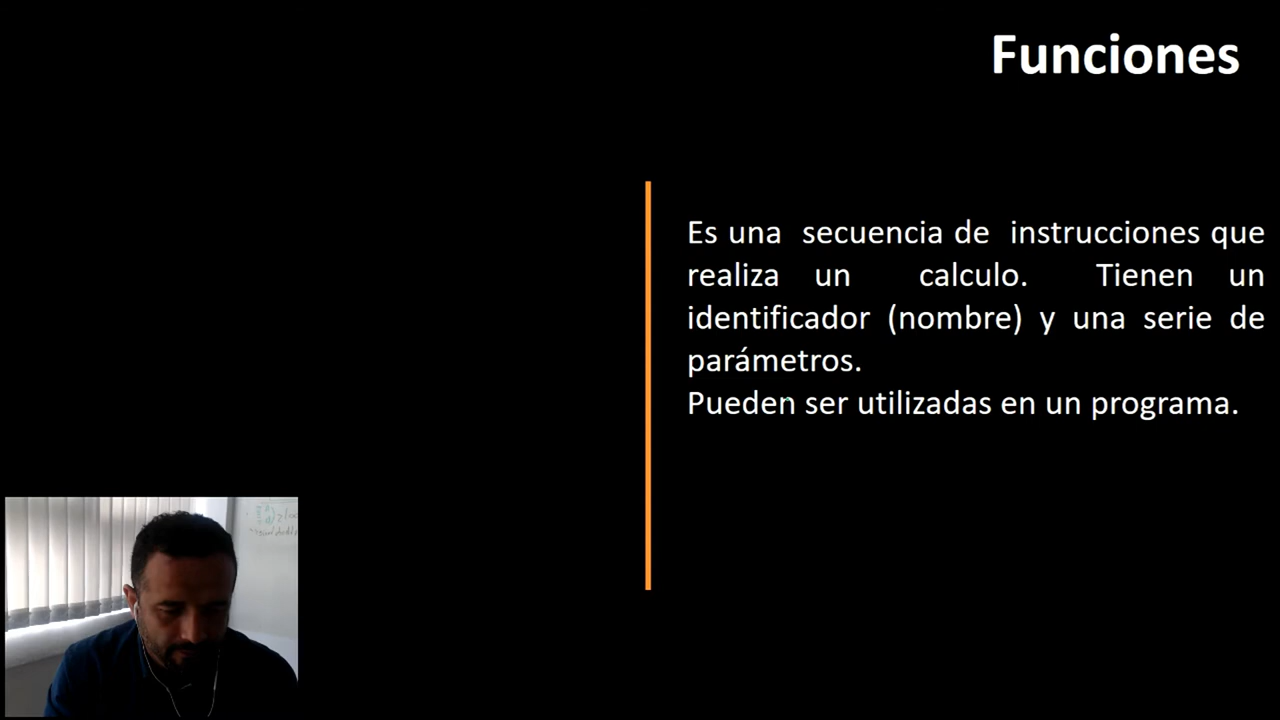 Funciones
Es una secuencia de instrucciones que
realiza un calculo. Tienen un
identificador (nombre) y una serie de
parámetros.
Pueden ser utilizadas en un programa.